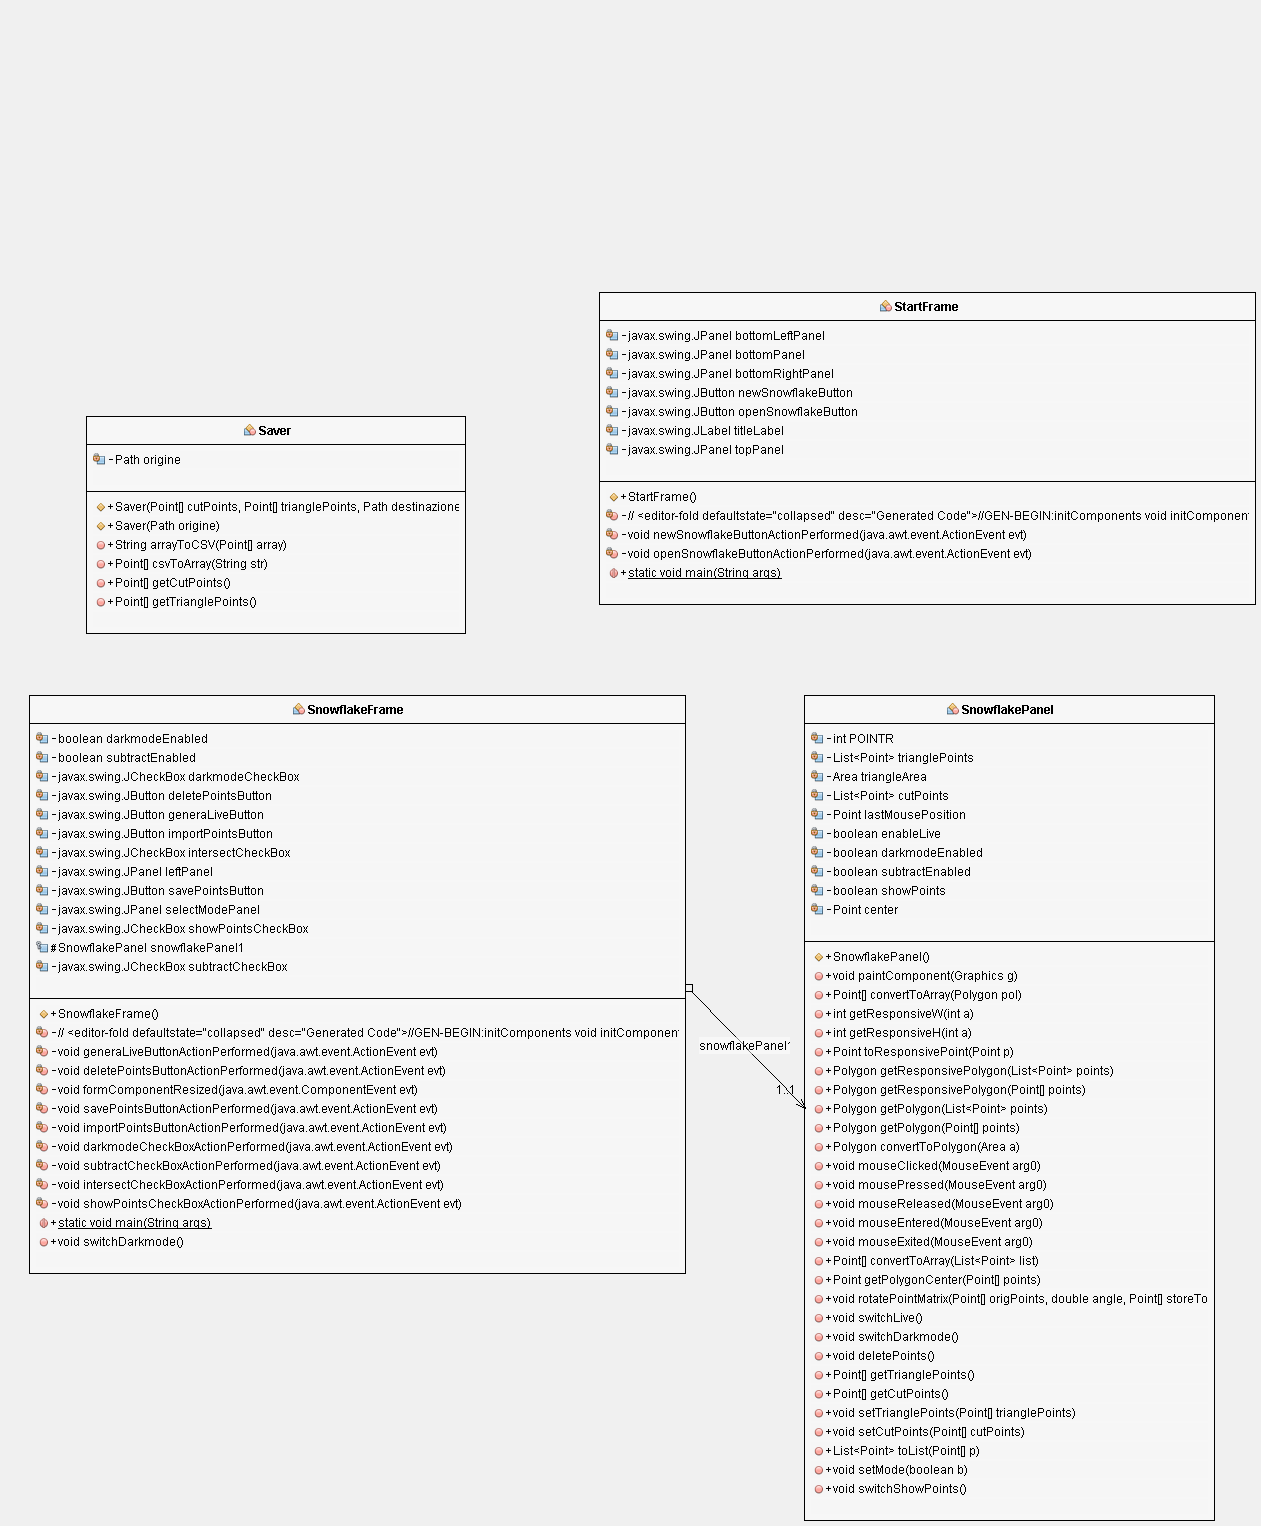 StartFrame
-javax.swing.JPanel bottomLeftPanel
-javax.swing.JPanel bottomPanel
-javax.swing.JPanel bottomRightPanel
-javax.swing.JButton newSnowflakeButton
-javax.swing.JButton openSnowflakeButton
-javax.swing.JLabel titleLabel
-javax.swing.JPanel topPanel
+StartFrame()
-// <editor-fold defaultstate="collapsed" desc="Generated Code">//GEN-BEGIN:initComponents void initComponen
-void newSnowflakeButtonActionPerformed(java.awt.event.ActionEvent evt)
-void openSnowflakeButtonActionPerformed(java.awt.event.ActionEvent evt)
+static void main(String args)
Saver
-Path origine
+Saver(Point[] cutPoints, Point[] trianglePoints, Path destinazione
+Saver(Path origine)
+String arrayToCSV(Point[] array)
+Point[] csvToArray(String str)
+Point[] getCutPoints()
+Point[] getTrianglePoints()
SnowflakeFrame
-boolean darkmodeEnabled
-boolean subtractEnabled
-javax.swing.JCheckBox darkmodeCheckBox
-javax.swing.JButton deletePointsButton
-javax.swing.JButton generaLiveButton
-javax.swing.JButton importPointsButton
-javax.swing.JCheckBox intersectCheckBox
-javax.swing.JPanel leftPanel
-javax.swing.JButton savePointsButton
-javax.swing.JPanel selectModePanel
-javax.swing.JCheckBox showPointsCheckBox
#SnowflakePanel snowflakePanel1
-javax.swing.JCheckBox subtractCheckBox
+SnowflakeFrame()
-// <editor-fold defaultstate="collapsed" desc="Generated Code">//GEN-BEGIN:initComponents void initComponen
-void generaLiveButtonActionPerformed(java.awt.event.ActionEvent evt)
-void deletePointsButtonActionPerformed(java.awt.event.ActionEvent evt)
-void formComponentResized(java.awt.event.ComponentEvent evt)
-void savePointsButtonActionPerformed(java.awt.event.ActionEvent evt)
-void importPointsButtonActionPerformed(java.awt.event.ActionEvent evt)
-void darkmodeCheckBoxActionPerformed(java.awt.event.ActionEvent evt)
-void subtractCheckBoxActionPerformed(java.awt.event.ActionEvent evt)
-void intersectCheckBoxActionPerformed(java.awt.event.ActionEvent evt)
-void showPointsCheckBoxActionPerformed(java.awt.event.ActionEvent evt)
+static void main(String args)
+void switchDarkmode()
snowflakePanel1
1..1
SnowflakePanel
-int POINTR
-List<Point> trianglePoints
-Area triangleArea
-List<Point> cutPoints
-Point lastMousePosition
-boolean enableLive
-boolean darkmodeEnabled
-boolean subtractEnabled
-boolean showPoints
-Point center
+SnowflakePanel()
+void paintComponent(Graphics g)
+Point[] convertToArray(Polygon pol)
+int getResponsiveW(int a)
+int getResponsiveH(int a)
+Point toResponsivePoint(Point p)
+Polygon getResponsivePolygon(List<Point> points)
+Polygon getResponsivePolygon(Point[] points)
+Polygon getPolygon(List<Point> points)
+Polygon getPolygon(Point[] points)
+Polygon convertToPolygon(Area a)
+void mouseClicked(MouseEvent arg0)
+void mousePressed(MouseEvent arg0)
+void mouseReleased(MouseEvent arg0)
+void mouseEntered(MouseEvent arg0)
+void mouseExited(MouseEvent arg0)
+Point[] convertToArray(List<Point> list)
+Point getPolygonCenter(Point[] points)
+void rotatePointMatrix(Point[] origPoints, double angle, Point[] storeTo
+void switchLive()
+void switchDarkmode()
+void deletePoints()
+Point[] getTrianglePoints()
+Point[] getCutPoints()
+void setTrianglePoints(Point[] trianglePoints)
+void setCutPoints(Point[] cutPoints)
+List<Point> toList(Point[] p)
+void setMode(boolean b)
+void switchShowPoints()